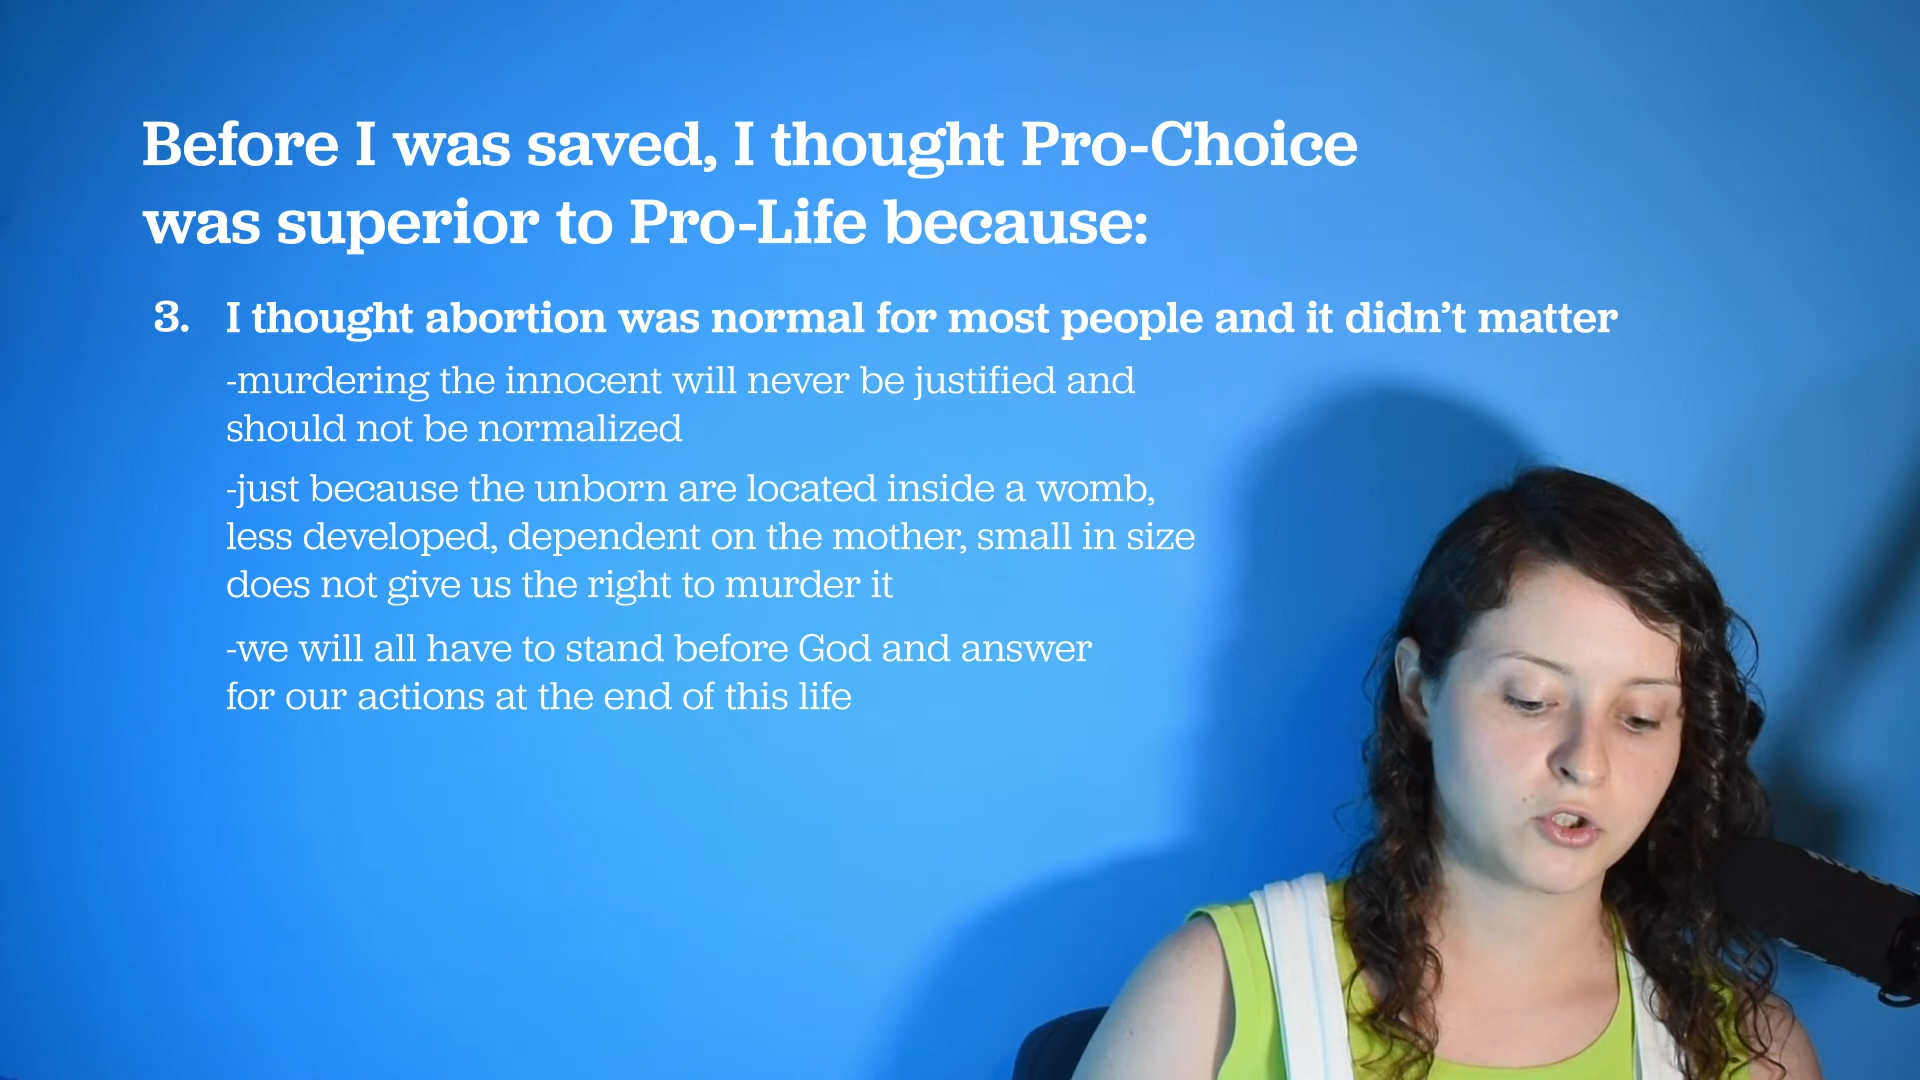 Before I was saved, I thought Pro-Choice
was superior to Pro-Life because:
3. I thought abortion was normal for most people and it didn’t matter
-murdering the innocent will never be justified and
should not be normalized
-just because the unborn are located inside a womb,
less developed, dependent on the mother, small in size
does not give us the right to murder it
-we will all have to stand before God and answer
for our actions at the end of this life